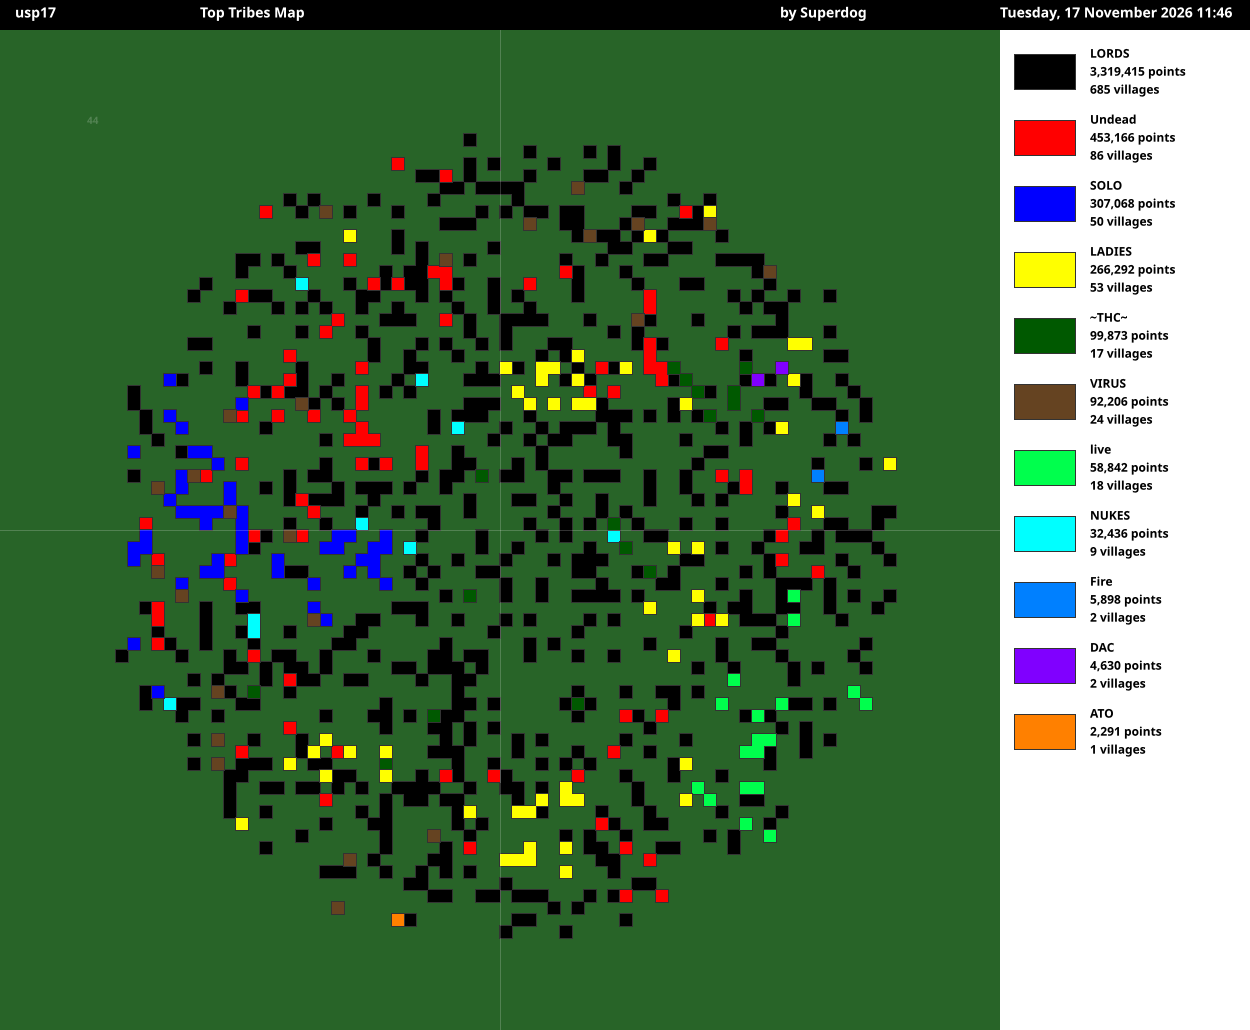 usp17 Top Tribes Map by Superdog Tuesday, 17 November 2026 11:46
44
LORDS
3,319,415 points
685 villages
Undead
453,166 points
86 villages
SOLO
307,068 points
50 villages
LADIES
266,292 points
53 villages
~THC~
99,873 points
17 villages
VIRUS
92,206 points
24 villages
live
58,842 points
18 villages
NUKES
32,436 points
9 villages
Fire
5,898 points
2 villages
DAC
4,630 points
2 villages
ATO
2,291 points
1 villages